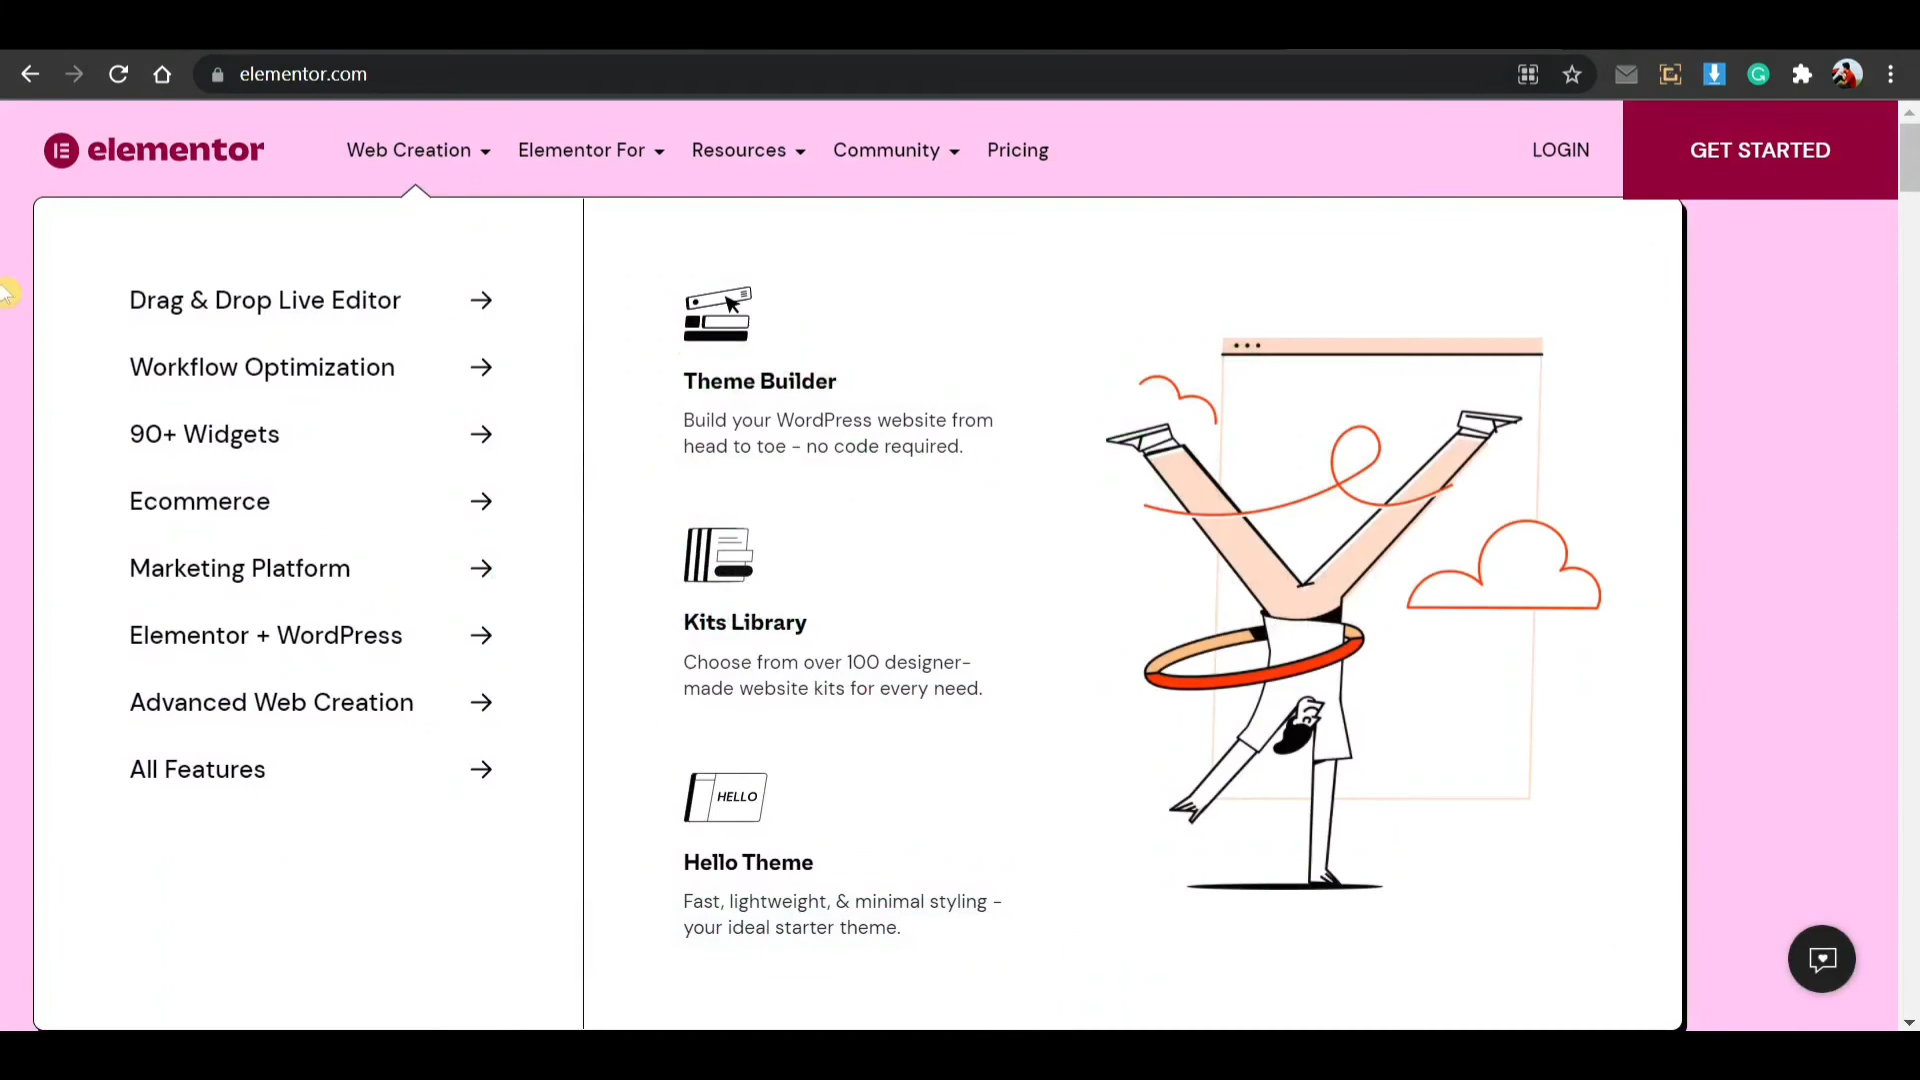 elementor.com
elementor
Web Creation
Elementor For
Resources
Community
Pricing
LOGIN
GET STARTED
Drag & Drop Live Editor
Workflow Optimization
90+ Widgets
Ecommerce
Marketing Platform
Elementor + WordPress
Advanced Web Creation
All Features
Theme Builder
Build your WordPress website from
head to toe - no code required.
Kits Library
Choose from over 100 designer-
made website kits for every need.
HELLO
Hello Theme
Fast, lightweight, & minimal styling -
your ideal starter theme.